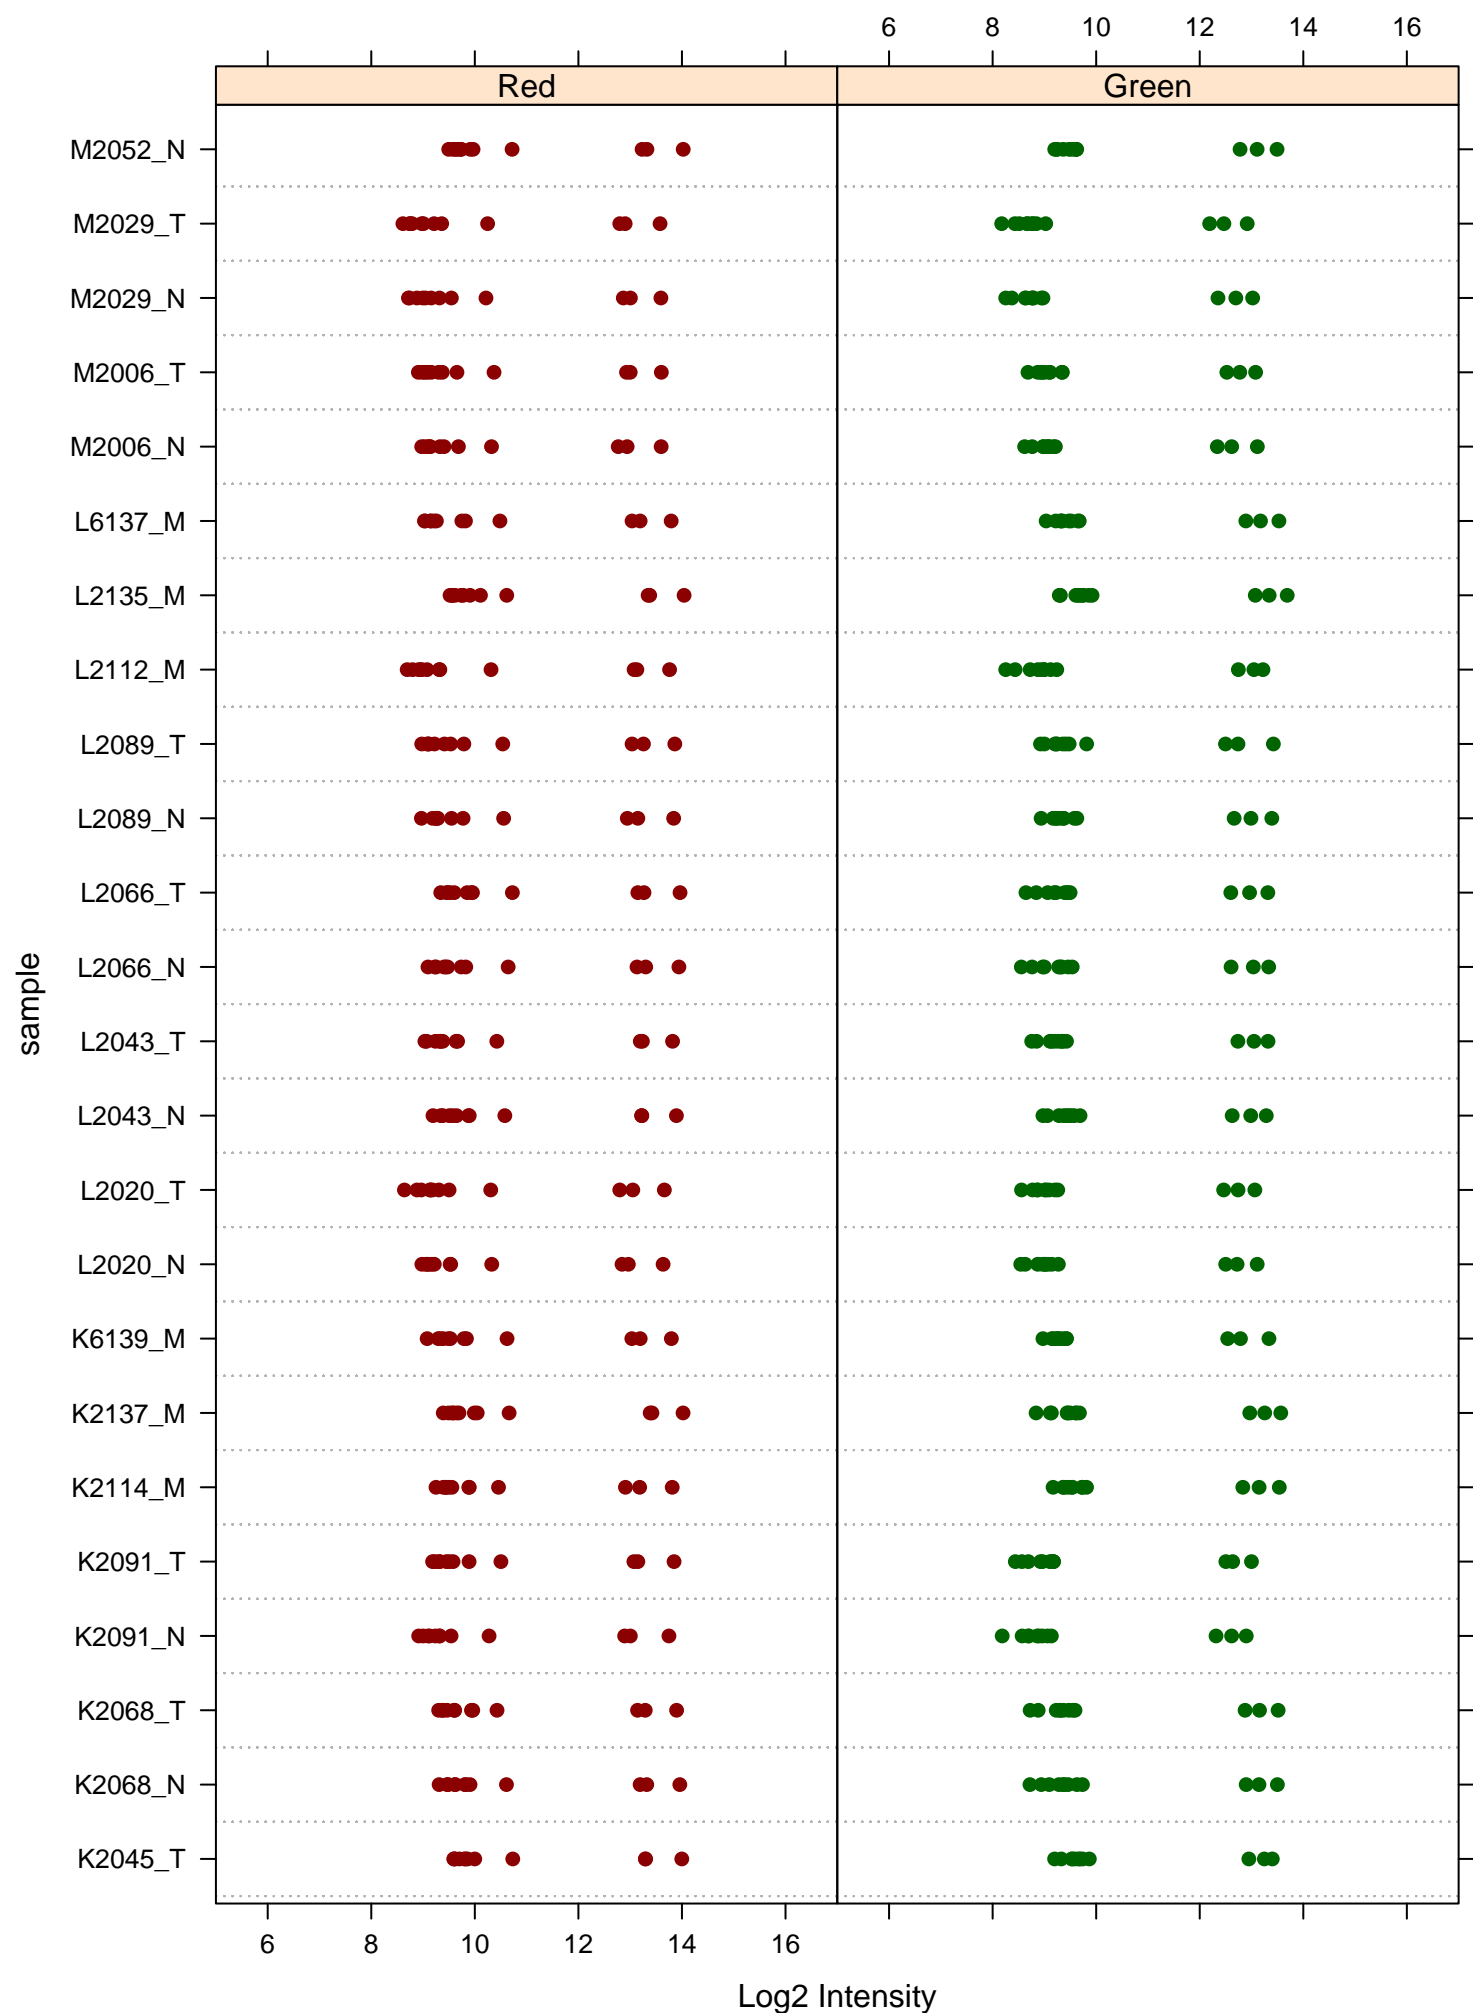 6 8 10 12 14 16
Red Green
M2052_N
M2029_T
M2029_N
M2006_T
M2006_N
L6137_M
L2135_M
L2112_M
L2089_T
L2089_N
L2066_T
L2066_N
L2043_T
L2043_N
L2020_T
L2020_N
K6139_M
K2137_M
K2114_M
K2091_T
K2091_N
K2068_T
K2068_N
K2045_T
sample
6 8 10 12 14 16
Log2 Intensity